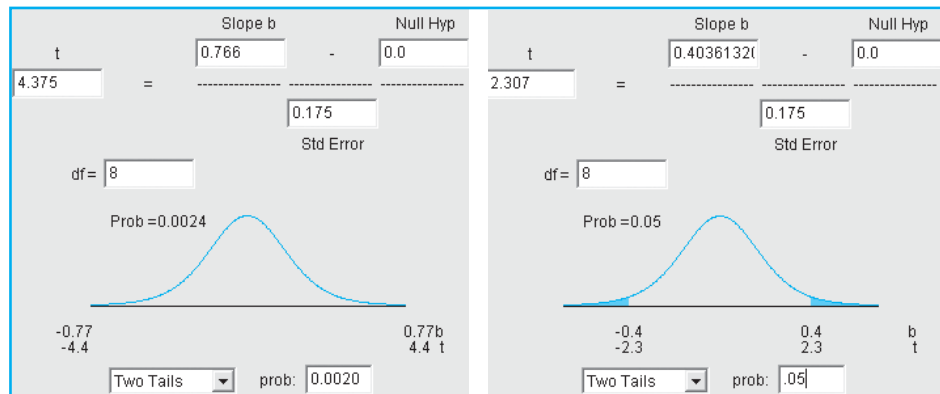 Slope b Null Hyp
t 0.766 - 0.0
4.375 = --------------- --------------- ---------------
0.175
Std Error
df= 8
Prob =0.0024
-0.77 0.77b
-4.4 4.4 t
Two Tails prob: 0.0020
Slope b Null Hyp
t 0.4036132( - 0.0
2.307 = --------------- --------------- ---------------
0.175
Std Error
df= 8
Prob =0.05
-0.4 0.4 b
-2.3 2.3 t
Two Tails prob: .05